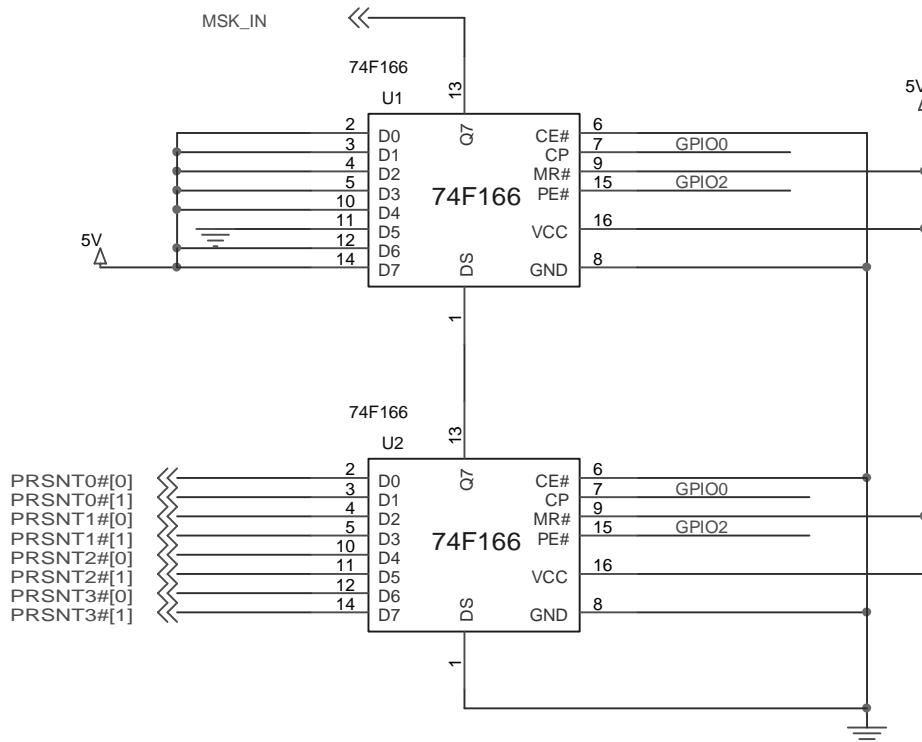 MSK_IN
74F166
U1
13
5V
2 D0 Q7 CE# 6
3 D1 CP 7 GPIO0
4 D2 MR# 9
5 D3 74F166 PE# 15 GPIO2
10 D4
11 D5 VCC 16
12 D6
5V
14 D7 DS GND 8
1
74F166
U2
13
PRSNT0#[0] 2 D0 Q7 CE# 6
PRSNT0#[1] 3 D1 CP 7 GPIO0
PRSNT1#[0] 4 D2 MR# 9
PRSNT1#[1] 5 D3 74F166 PE# 15 GPIO2
PRSNT2#[0] 10 D4
PRSNT2#[1] 11 D5 VCC 16
PRSNT3#[0] 12 D6
PRSNT3#[1] 14 D7 DS GND 8
1